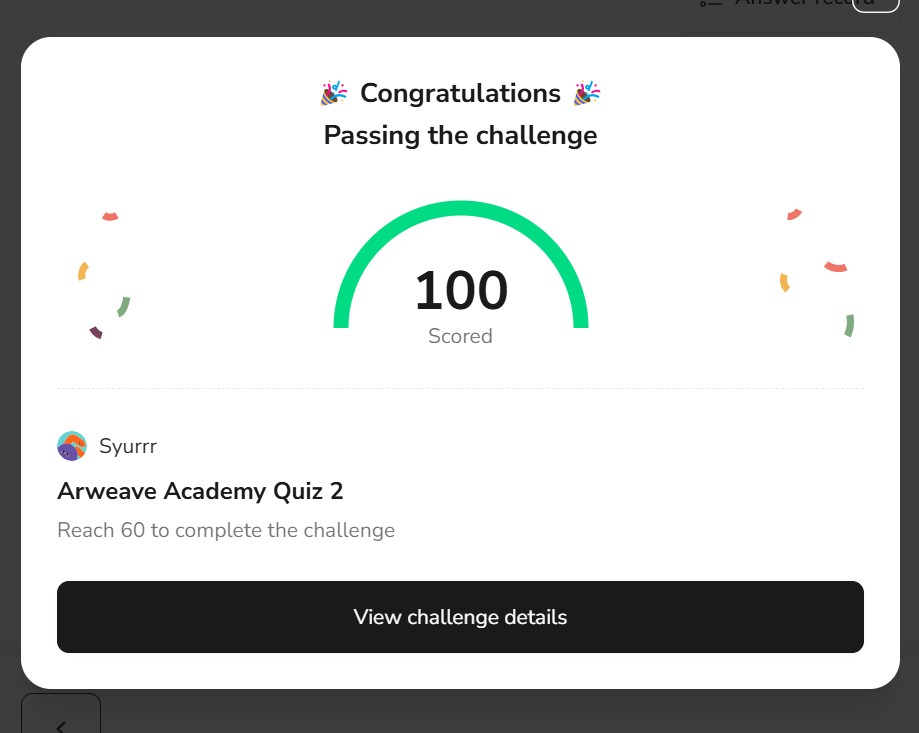 Answer record
Congratulations
Passing the challenge
100
Scored
Syurrr
Arweave Academy Quiz 2
Reach 60 to complete the challenge
View challenge details